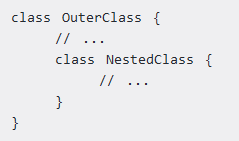 class OuterClass {
    // ...
    class NestedClass {
        // ...
    }
}